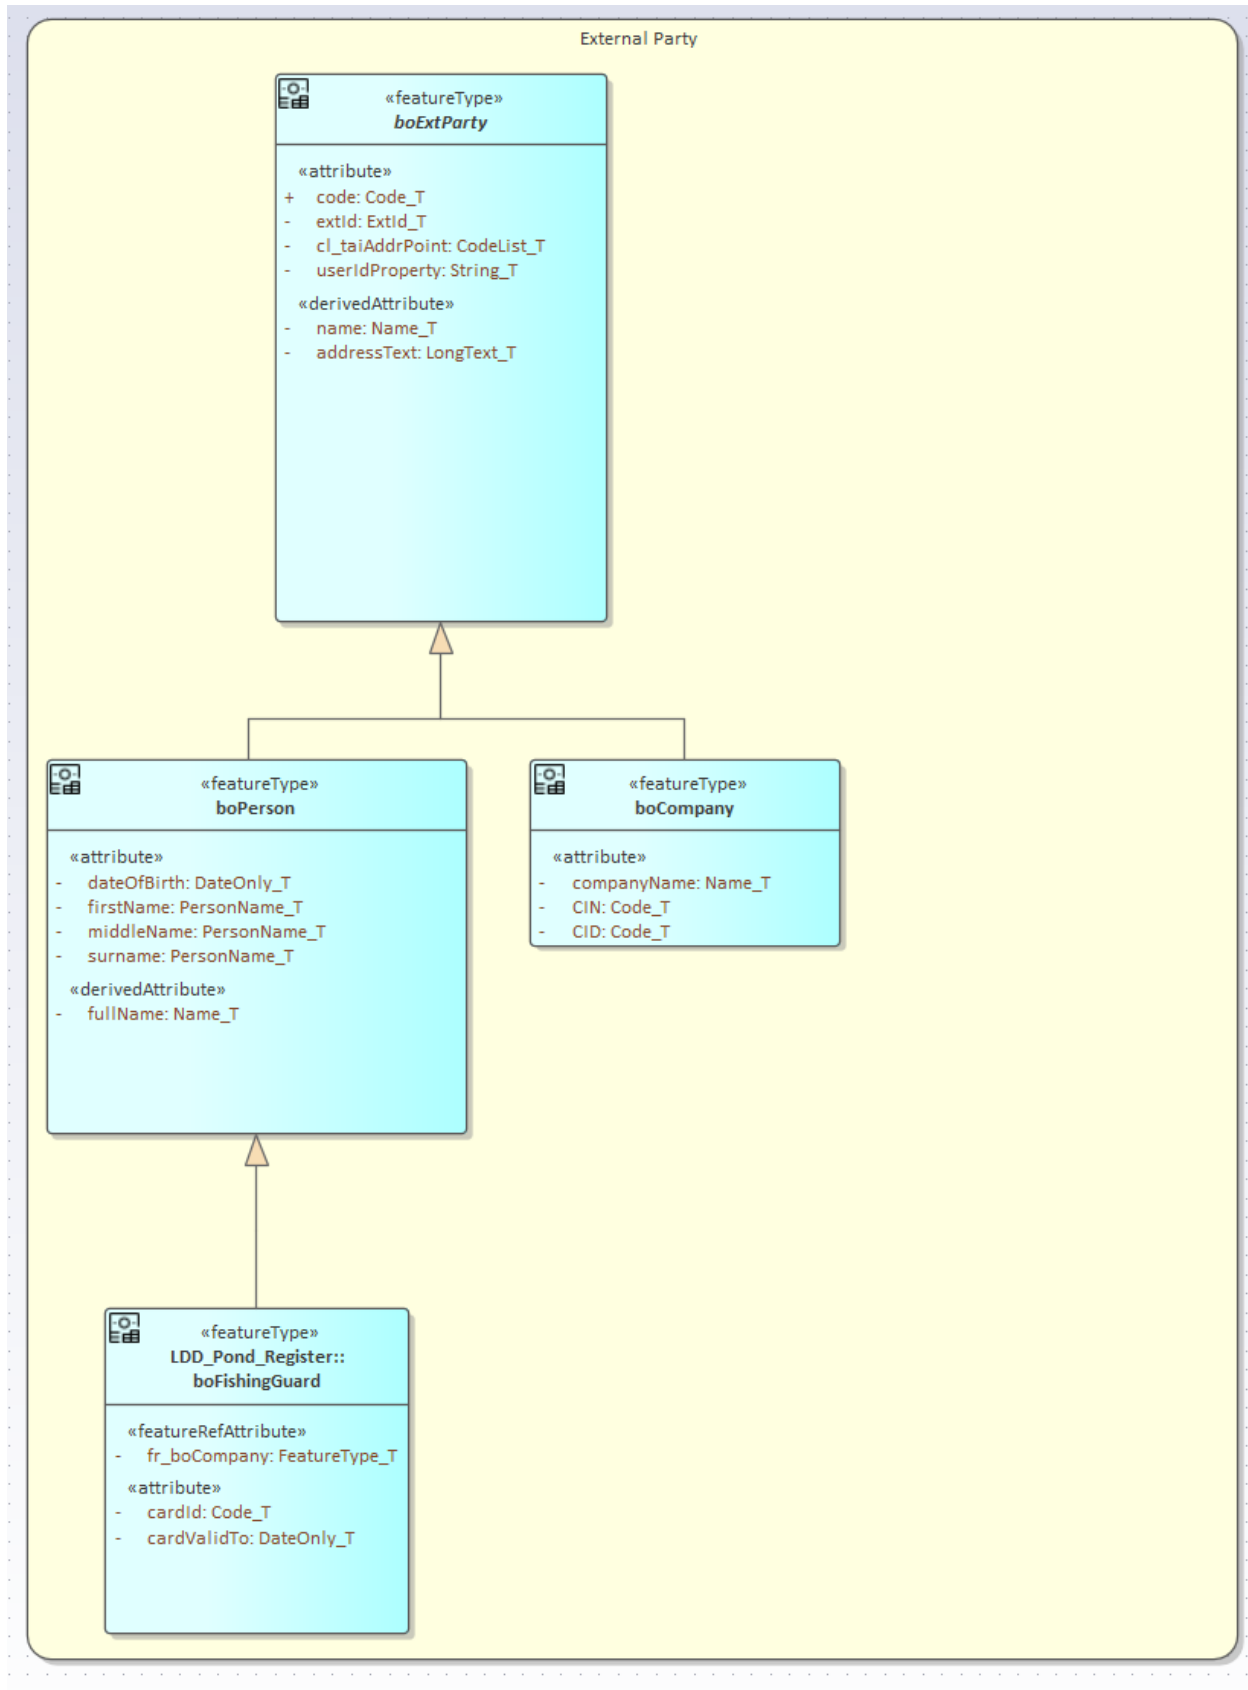 External Party
«featureType»
boExtParty
«attribute»
+ code: Code_T
- extId: ExtId_T
- cl_taiAddrPoint: CodeList_T
- userIdProperty: String_T
«derivedAttribute»
- name: Name_T
- addressText: LongText_T
«featureType»
boPerson
«attribute»
- dateOfBirth: DateOnly_T
- firstName: PersonName_T
- middleName: PersonName_T
- surname: PersonName_T
«derivedAttribute»
- fullName: Name_T
«featureType»
boCompany
«attribute»
- companyName: Name_T
- CIN: Code_T
- CID: Code_T
«featureType»
LDD_Pond_Register::
boFishingGuard
«featureRefAttribute»
- fr_boCompany: FeatureType_T
«attribute»
- cardId: Code_T
- cardValidTo: DateOnly_T